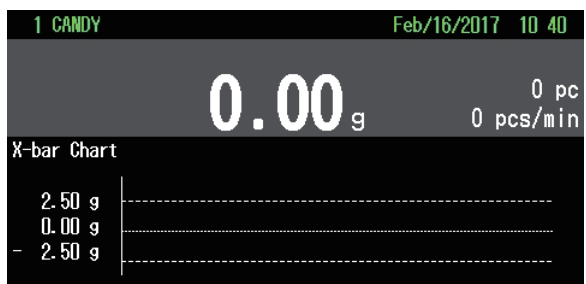 1 CANDY Feb/16/2017 10 40
0.00 g 0 pc
0 pcs/min
X-bar Chart
2.50 g
0.00 g
- 2.50 g